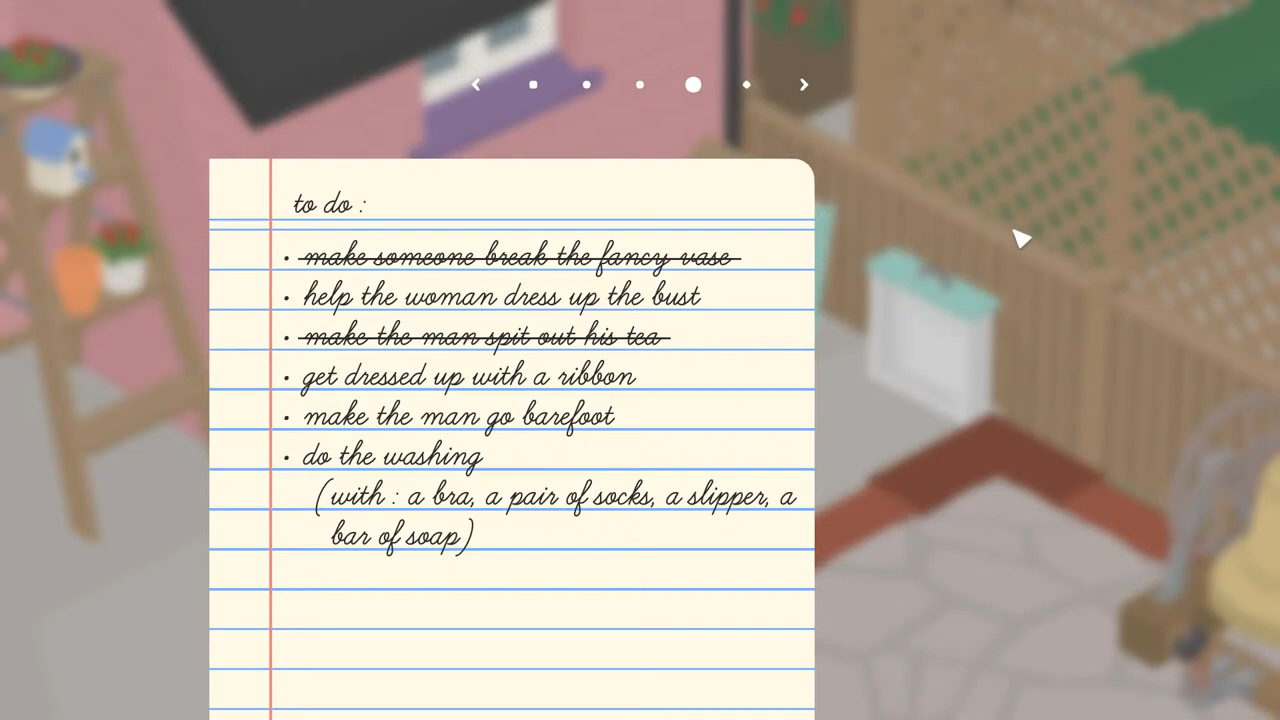 to do :
• make someone break the fancy vase
• help the woman dress up the bust
• make the man spit out his tea
• get dressed up with a ribbon
• make the man go barefoot
• do the washing
(with : a bra, a pair of socks, a slipper, a
bar of soap)